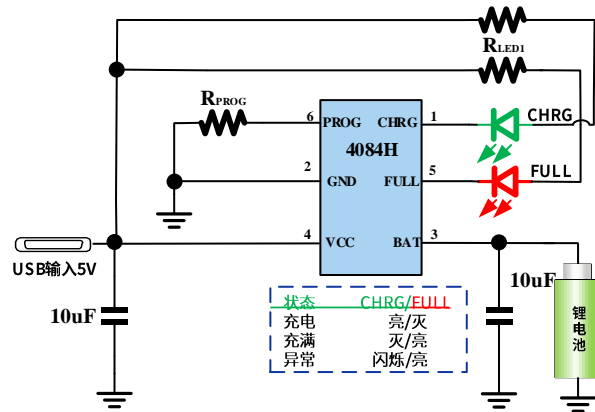 RLED1
RPROG
6 PROG CHRG 1
CHRG
4084H
2 GND FULL 5
FULL
4 VCC BAT 3
USB输入5V
10uF
10uF
锂电池
状态 CHRG/FULL
充电 亮/灭
充满 灭/亮
异常 闪烁/亮